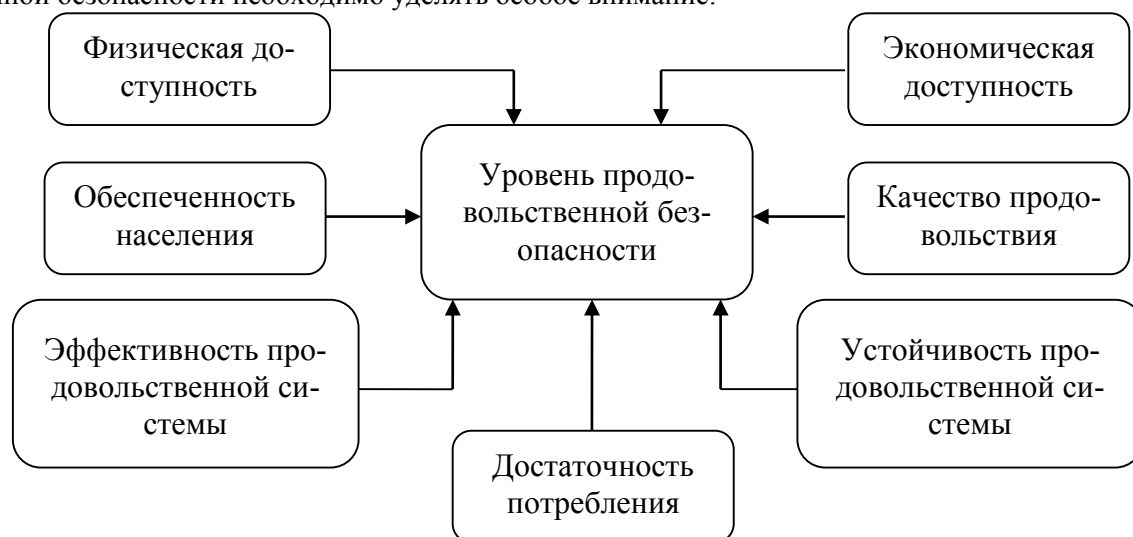 нной безопасности необходимо уделять особое внимание.
Физическая до-
ступность
Экономическая
доступность
Уровень продо-
вольственной без-
опасности
Обеспеченность
населения
Качество продо-
вольствия
Эффективность про-
довольственной си-
стемы
Устойчивость про-
довольственной си-
стемы
Достаточность
потребления